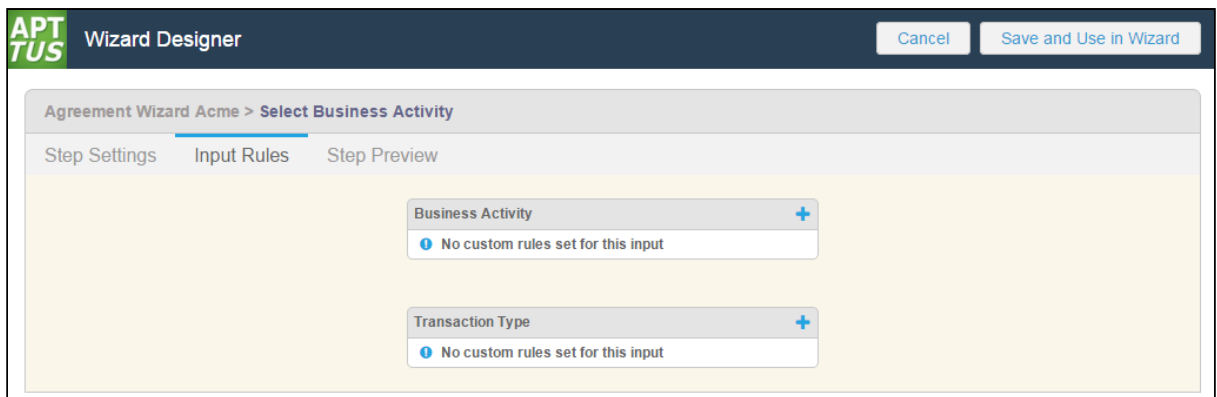 APT
TUS
Wizard Designer
Cancel
Save and Use in Wizard
Agreement Wizard Acme > Select Business Activity
Step Settings
Input Rules
Step Preview
Business Activity
No custom rules set for this input
Transaction Type
No custom rules set for this input